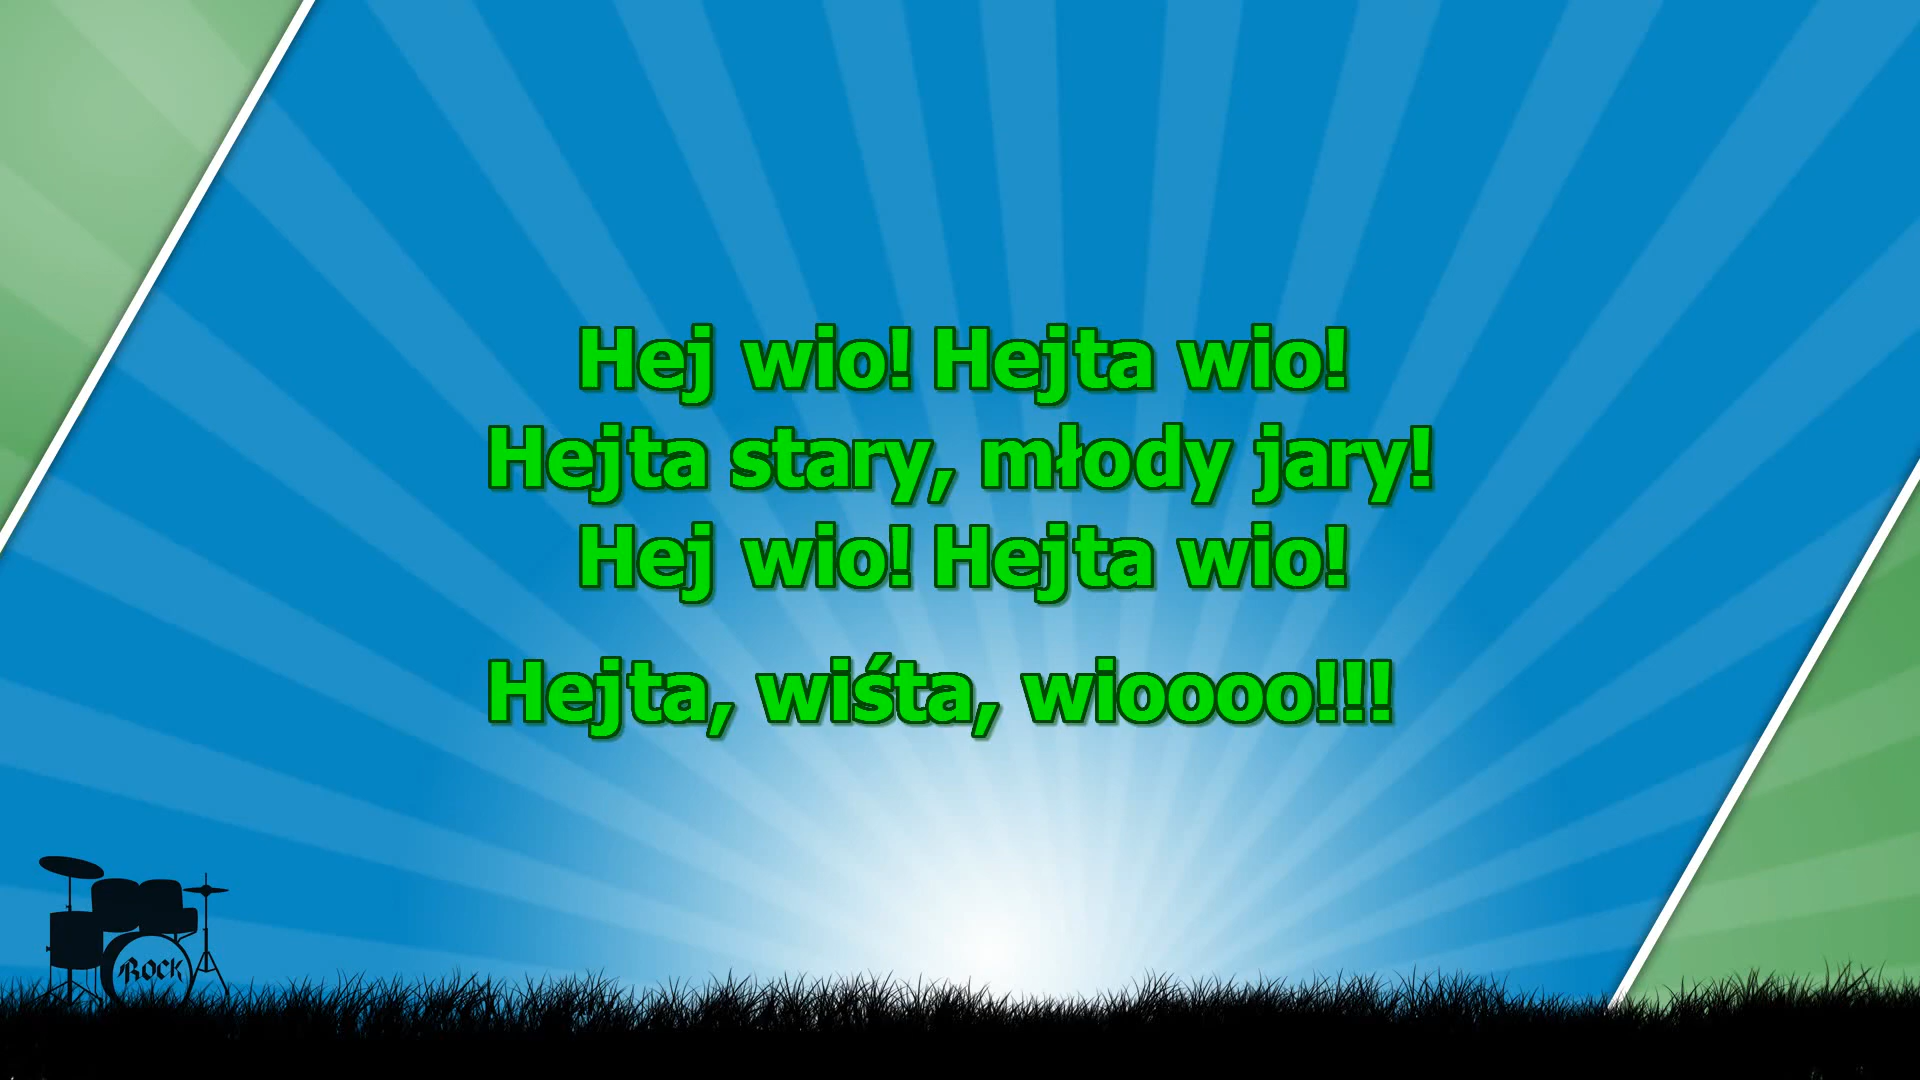 Hej wio! Hejta wio!
Hejta stary, młody jary!
Hej wio! Hejta wio!
Hejta, wiśta, wioooo!!!
ROCK